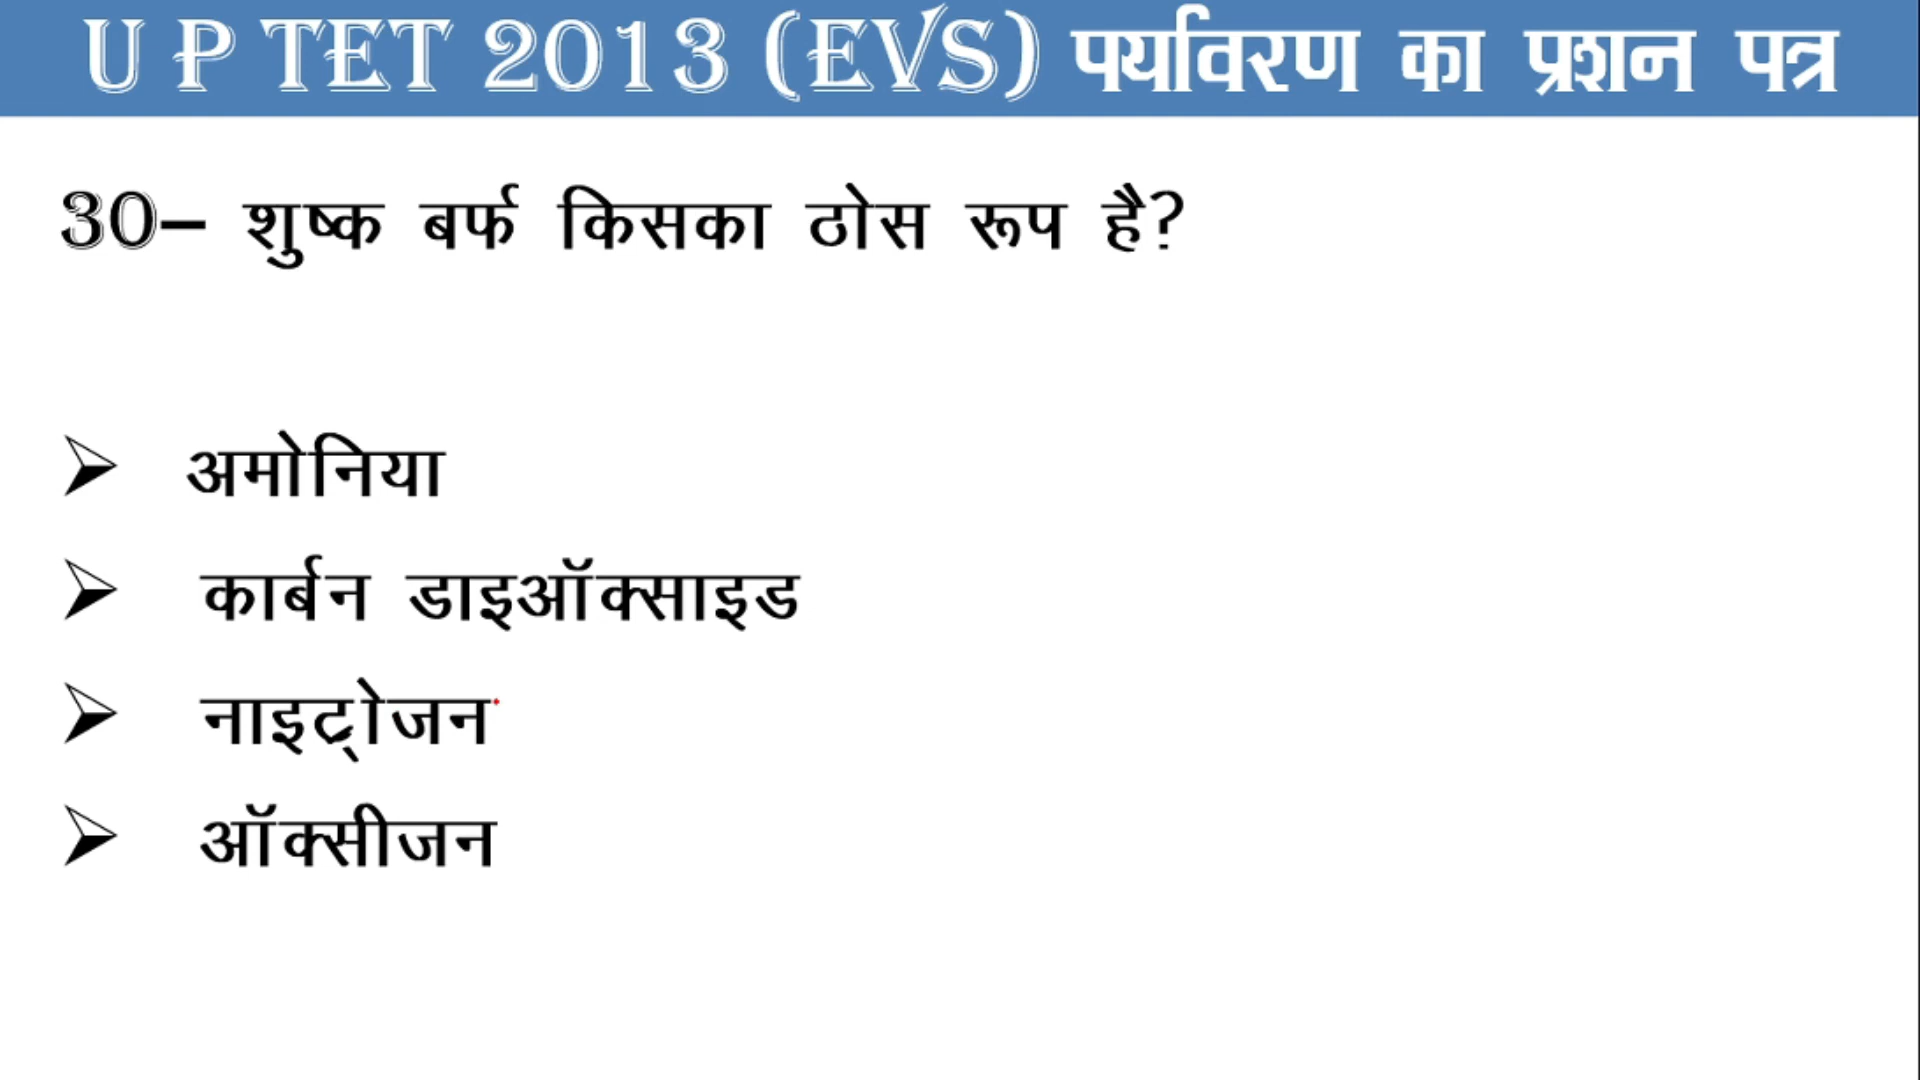 U P TET 2013 (EVS) पर्यावरण का प्रशन पत्र
30– शुष्क बर्फ किसका ठोस रूप है?
➢ अमोनिया
➢ कार्बन डाइऑक्साइड
➢ नाइट्रोजन
➢ ऑक्सीजन